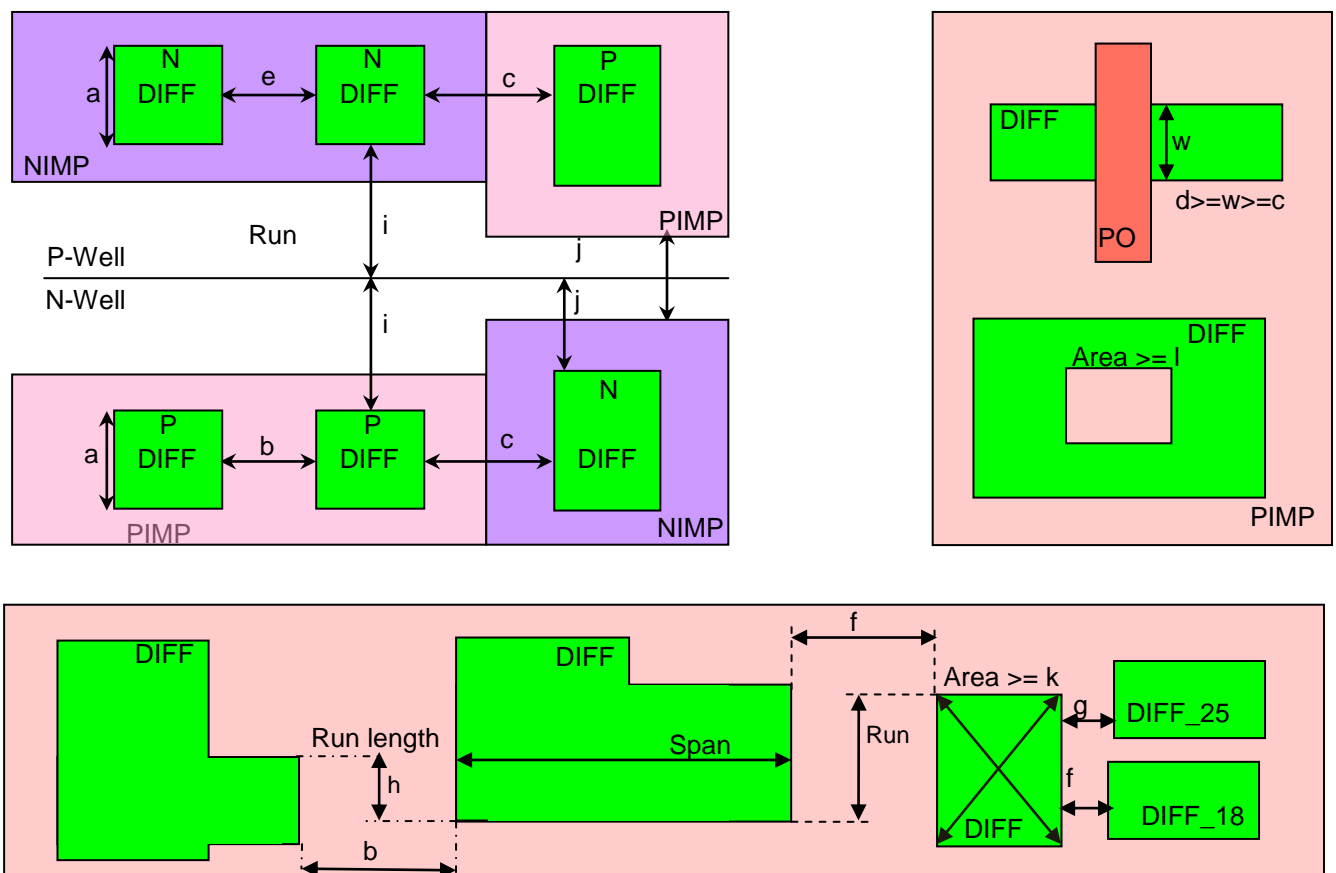 N
DIFF
a
e
N
DIFF
c
P
DIFF
NIMP
PIMP
i
Run
j
P-Well
N-Well
i
j
a
P
DIFF
b
P
DIFF
c
N
DIFF
PIMP
NIMP
DIFF
w
d>=w>=c
PO
DIFF
Area >= l
PIMP
DIFF
Run length
h
b
DIFF
Span
f
Run
Area >= k
DIFF
g
DIFF_25
f
DIFF_18